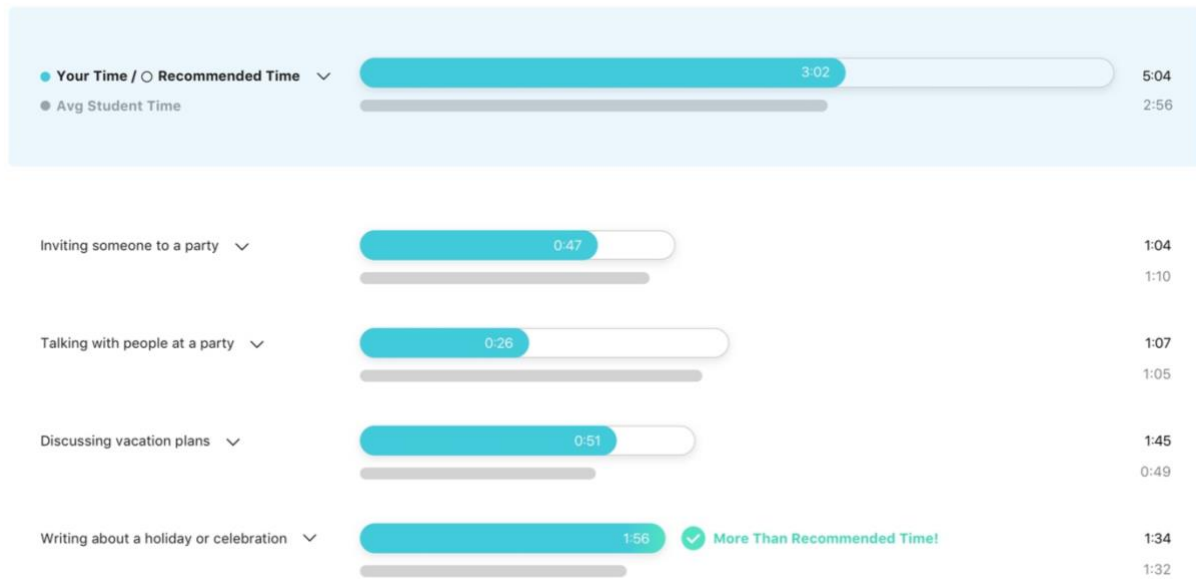 Your Time / Recommended Time 3:02 5:04
Avg Student Time 2:56
Inviting someone to a party 0:47 1:04
1:10
Talking with people at a party 0:26 1:07
1:05
Discussing vacation plans 0:51 1:45
0:49
Writing about a holiday or celebration 1:56 More Than Recommended Time! 1:34
1:32